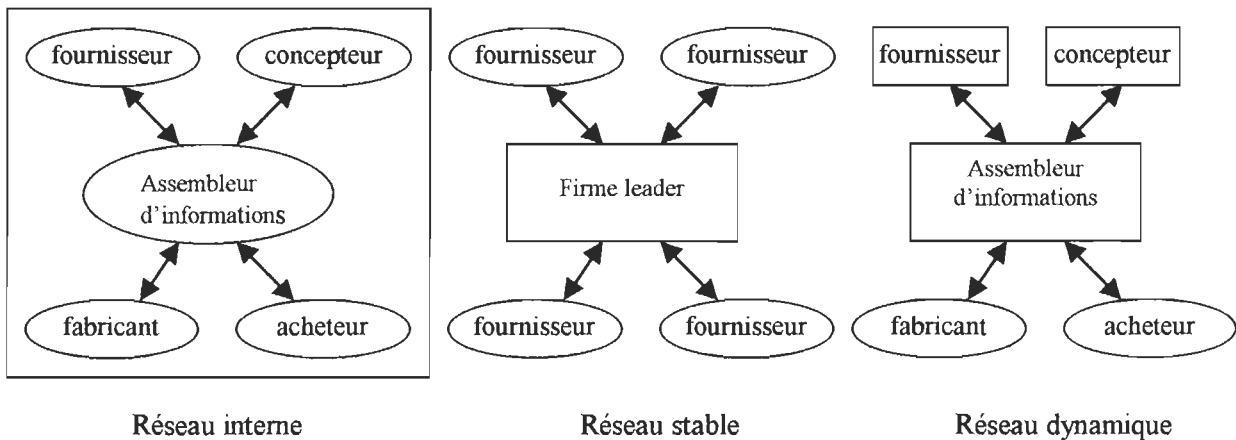 fournisseur
concepteur
Assembleur
d'informations
fabricant
acheteur
Réseau interne
fournisseur
fournisseur
Firme leader
fournisseur
fournisseur
Réseau stable
fournisseur
concepteur
Assembleur
d'informations
fabricant
acheteur
Réseau dynamique